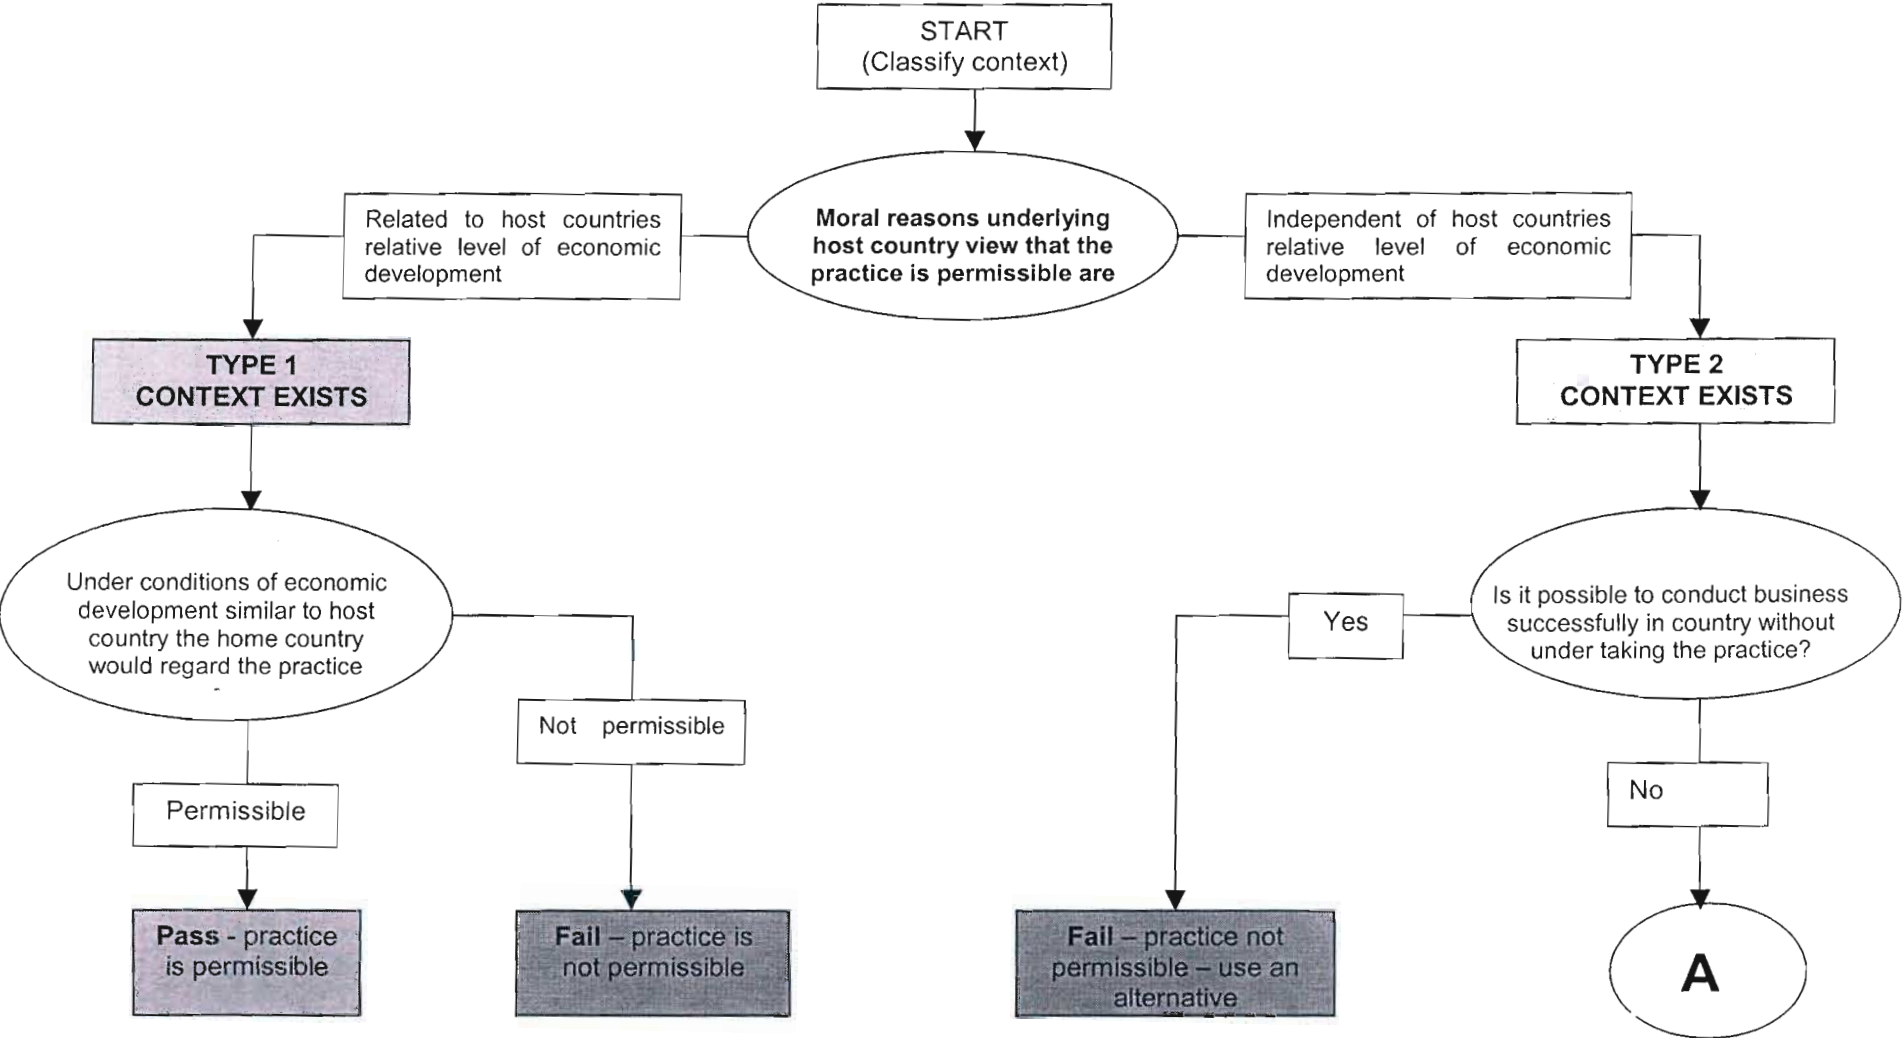 START
(Classify context)
Related to host countries
relative level of economic
development
Moral reasons underlying
host country view that the
practice is permissible are
Independent of host countries
relative level of economic
development
TYPE 1
CONTEXT EXISTS
TYPE 2
CONTEXT EXISTS
Under conditions of economic
development similar to host
country the home country
would regard the practice
Not permissible
Permissible
Yes
Is it possible to conduct business
successfully in country without
under taking the practice?
No
Pass - practice
is permissible
Fail – practice is
not permissible
Fail – practice not
permissible – use an
alternative
A